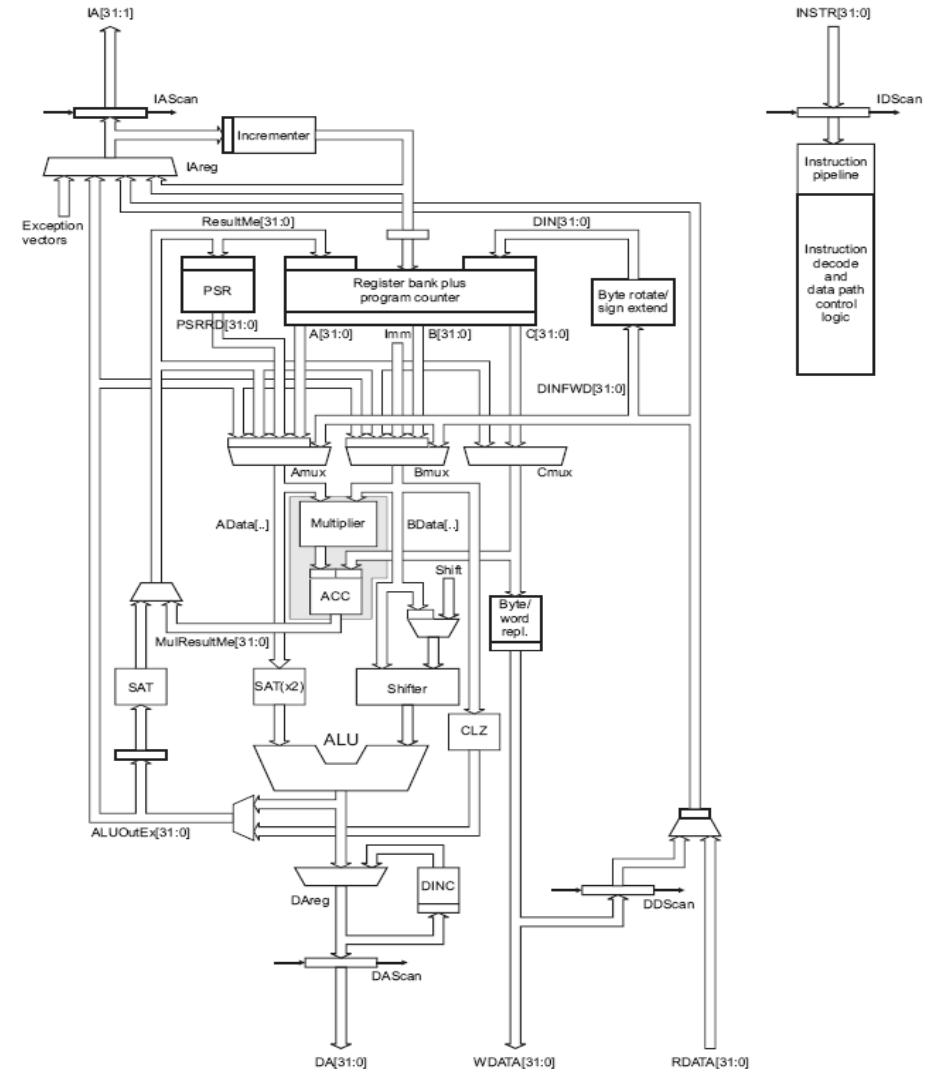 IA[31:1]
INSTR[31:0]
IAScan
IDScan
Incrementer
IAreg
Instruction
pipeline
Exception
vectors
ResultMe[31:0]
DIN[31:0]
Instruction
decode
and
data path
control
logic
PSR
Register bank plus
program counter
Byte rotate/
sign extend
PSRRD[31:0]
A[31:0]
Imm
B[31:0]
C[31:0]
DINFWD[31:0]
Amux
Bmux
Cmux
AData[..]
Multiplier
BData[..]
Shift
ACC
Byte/
word
repl.
MulResultMe[31:0]
SAT
SAT(x2)
Shifter
CLZ
ALU
ALUOutEx[31:0]
DINC
DAreg
DDScan
DAScan
DA[31:0]
WDATA[31:0]
RDATA[31:0]